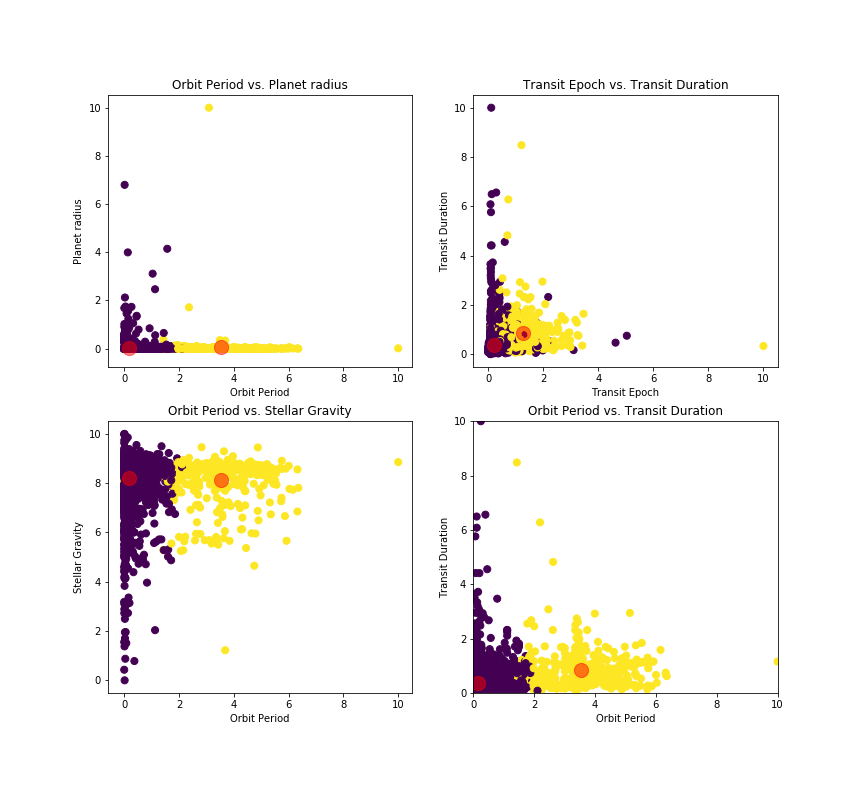 Orbit Period vs. Planet radius
Planet radius
10
8
6
4
2
0
0 2 4 6 8 10
Orbit Period
Transit Epoch vs. Transit Duration
Transit Duration
10
8
6
4
2
0
0 2 4 6 8 10
Transit Epoch
Orbit Period vs. Stellar Gravity
Stellar Gravity
10
8
6
4
2
0
0 2 4 6 8 10
Orbit Period
Orbit Period vs. Transit Duration
Transit Duration
10
8
6
4
2
0
0 2 4 6 8 10
Orbit Period